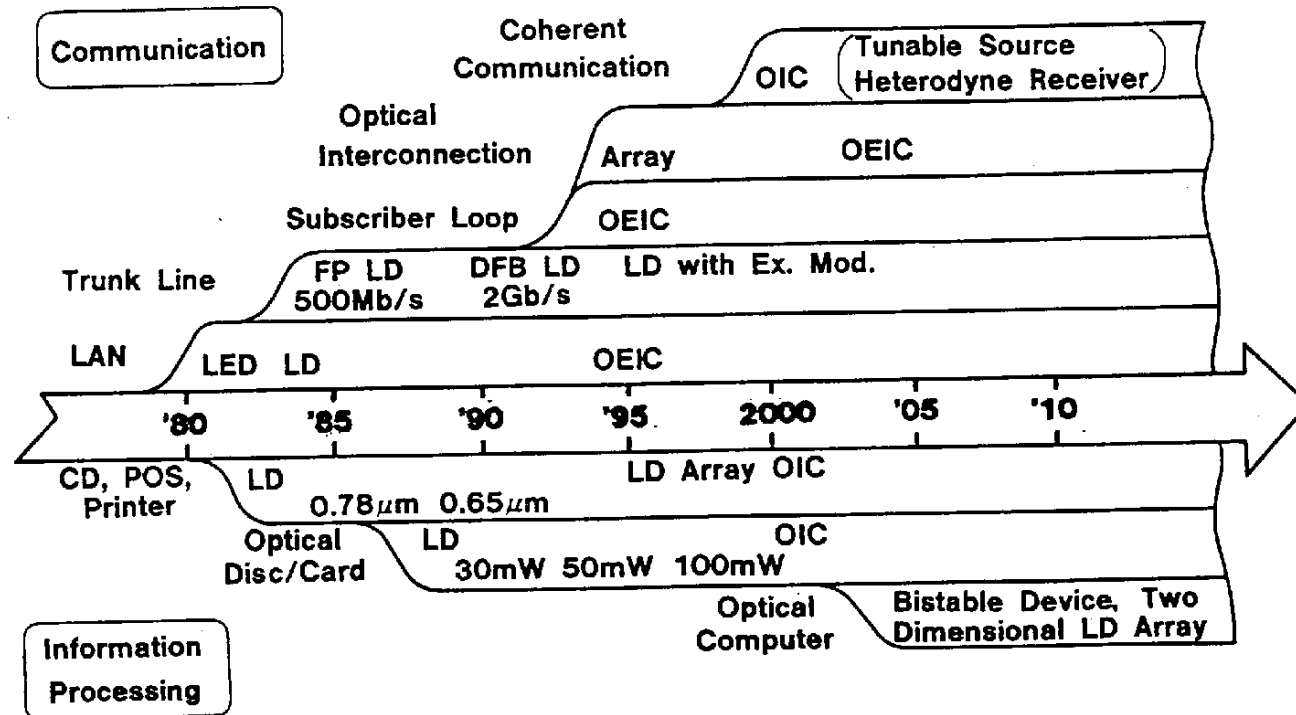 Communication
Coherent
Communication
OIC (Tunable Source
Heterodyne Receiver)
Optical
Interconnection
Array OEIC
Subscriber Loop OEIC
Trunk Line
FP LD DFB LD LD with Ex. Mod.
500Mb/s 2Gb/s
LAN LED LD OEIC
'80 '85 '90 '95 2000 '05 '10
CD, POS,
Printer
LD LD Array OIC
0.78μm 0.65μm
Optical
Disc/Card
LD OIC
30mW 50mW 100mW
Optical
Computer
Bistable Device, Two
Dimensional LD Array
Information
Processing